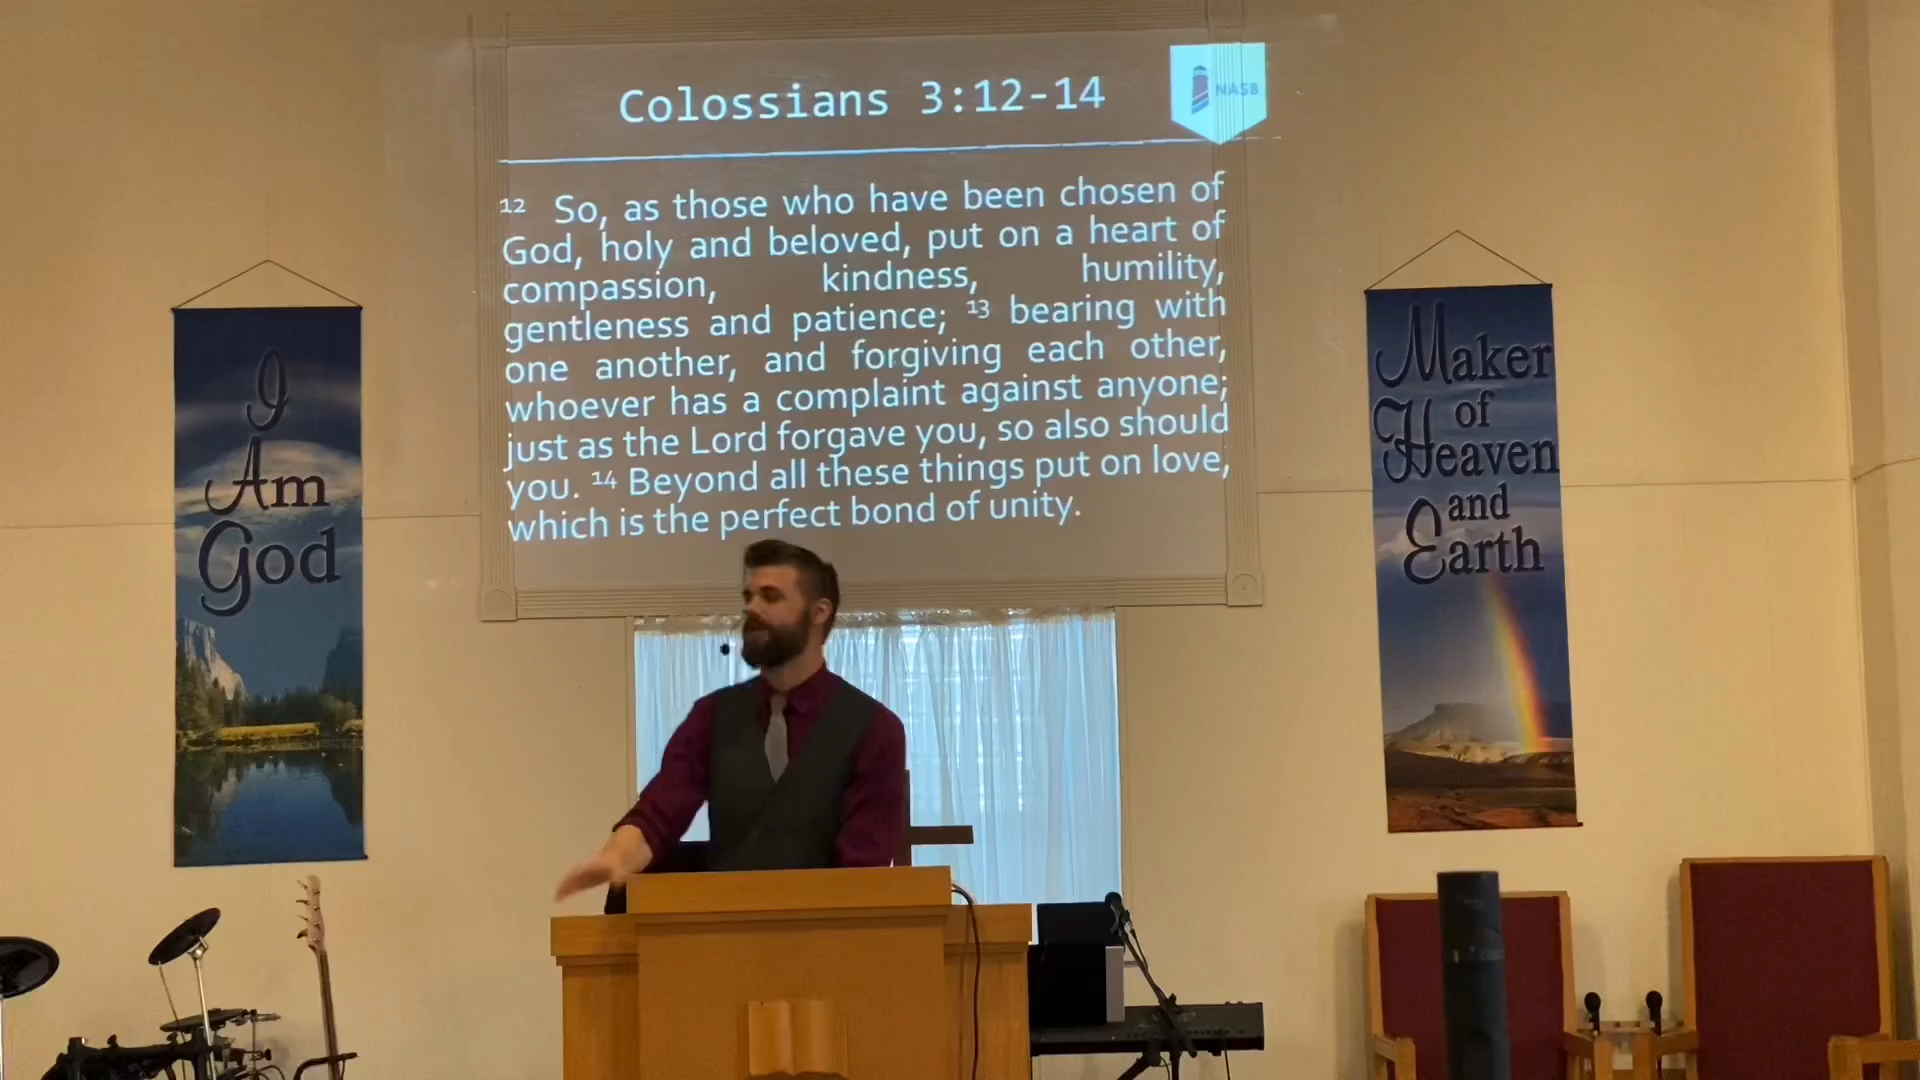 Colossians 3:12-14
NASB
12 So, as those who have been chosen of
God, holy and beloved, put on a heart of
compassion, kindness, humility,
gentleness and patience; 13 bearing with
one another, and forgiving each other,
whoever has a complaint against anyone;
just as the Lord forgave you, so also should
you. 14 Beyond all these things put on love,
which is the perfect bond of unity.
I
Am
God
Maker
of
Heaven
and
Earth